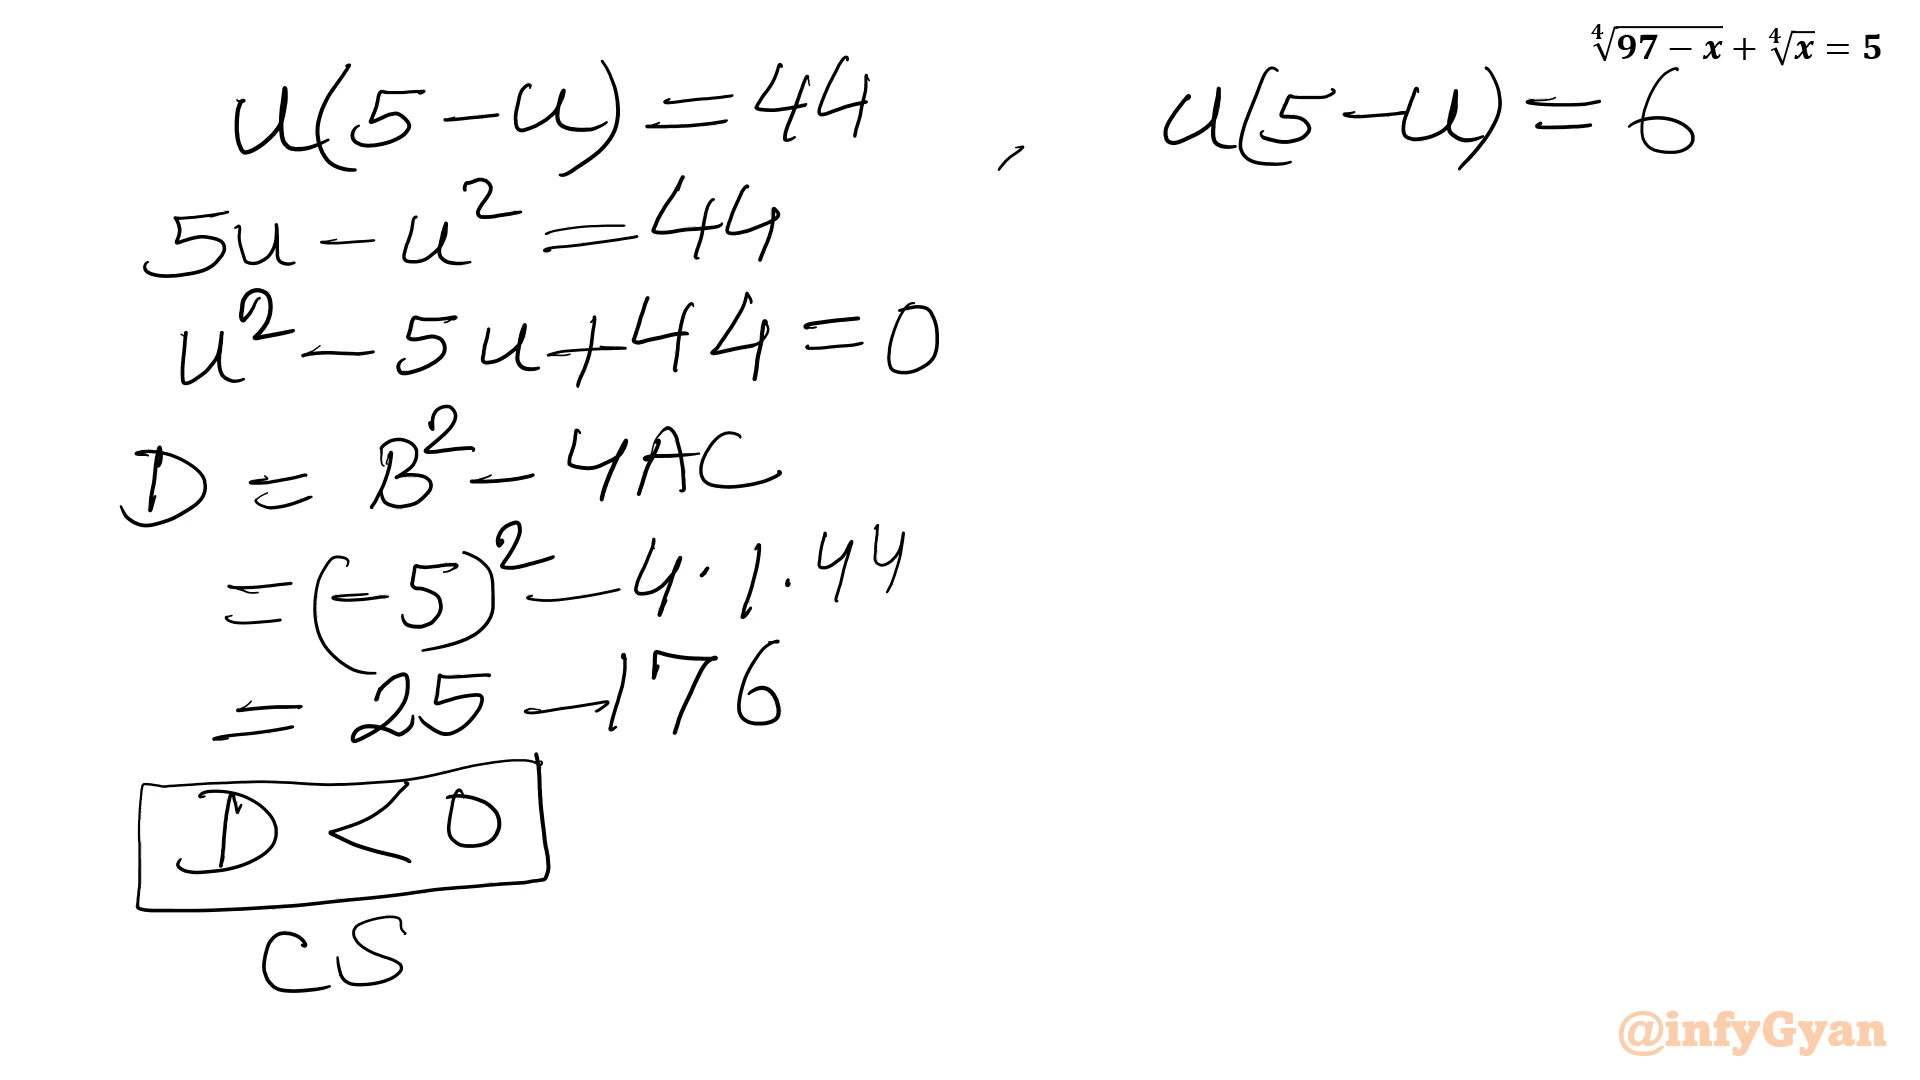 ∜(97 − x) + ∜x = 5
u(5-u)=44 , u(5-u)=6
5u-u²=44
u²-5u+44=0
D = B²-4AC
=(-5)²-4·1·44
= 25-176
D<0
CS
@infyGyan